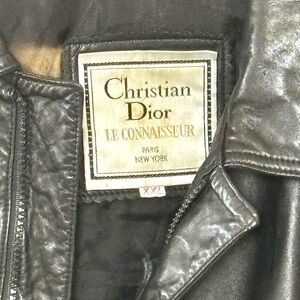 Christian
Dior
LE CONNAISSEUR
PARIS
NEW YORK
XXL